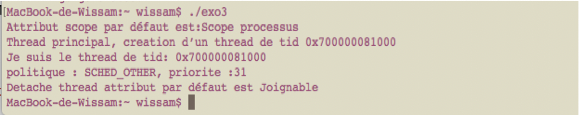 MacBook-de-Wissam:~ wissam$ ./exo3
Attribut scope par défaut est:Scope processus
Thread principal, creation d'un thread de tid 0x700000081000
Je suis le thread de tid: 0x700000081000
politique : SCHED_OTHER, priorite :31
Detache thread attribut par défaut est Joignable
MacBook-de-Wissam:~ wissam$